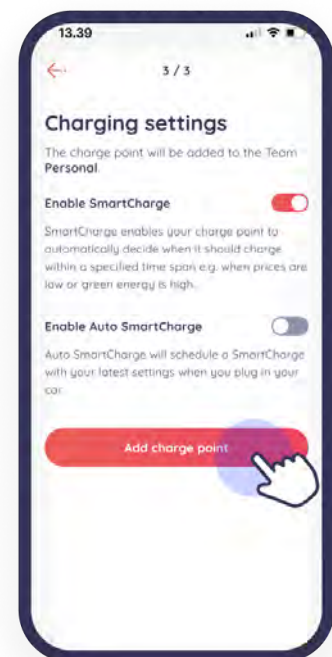 13.39
3 / 3
Charging settings
The charge point will be added to the Team
Personal.
Enable SmartCharge
SmartCharge enables your charge point to
automatically decide when it should charge
within a specified time span e.g. when prices are
low or green energy is high.
Enable Auto SmartCharge
Auto SmartCharge will schedule a SmartCharge
with your latest settings when you plug in your
car.
Add charge point